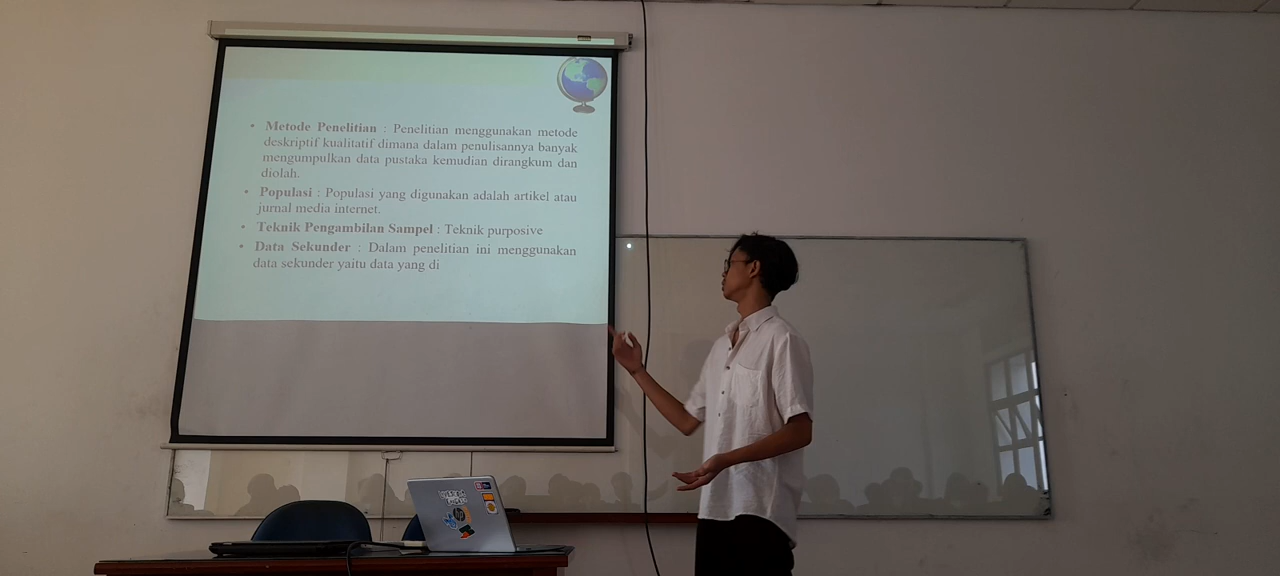 • Metode Penelitian : Penelitian menggunakan metode
deskriptif kualitatif dimana dalam penulisannya banyak
mengumpulkan data pustaka kemudian dirangkum dan
diolah.
• Populasi : Populasi yang digunakan adalah artikel atau
jurnal media internet.
• Teknik Pengambilan Sampel : Teknik purposive
• Data Sekunder : Dalam penelitian ini menggunakan
data sekunder yaitu data yang di
hp